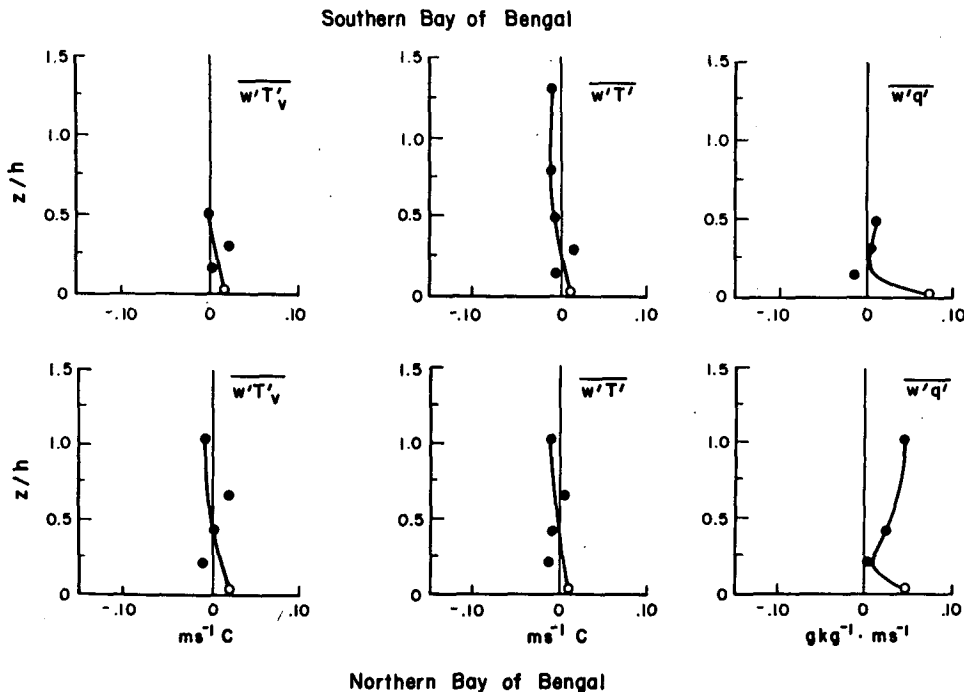 Southern Bay of Bengal
1.5 1.5 1.5
w'T'v w'T' w'q'
1.0 1.0 1.0
z/h
0.5 0.5 0.5
0 0 0
-.10 0 .10 -.10 0 .10 -.10 0 .10
1.5 1.5 1.5
w'T'v w'T' w'q'
1.0 1.0 1.0
z/h
0.5 0.5 0.5
0 0 0
-.10 0 .10 -.10 0 .10 -.10 0 .10
ms⁻¹ C ms⁻¹ C gkg⁻¹ · ms⁻¹
Northern Bay of Bengal